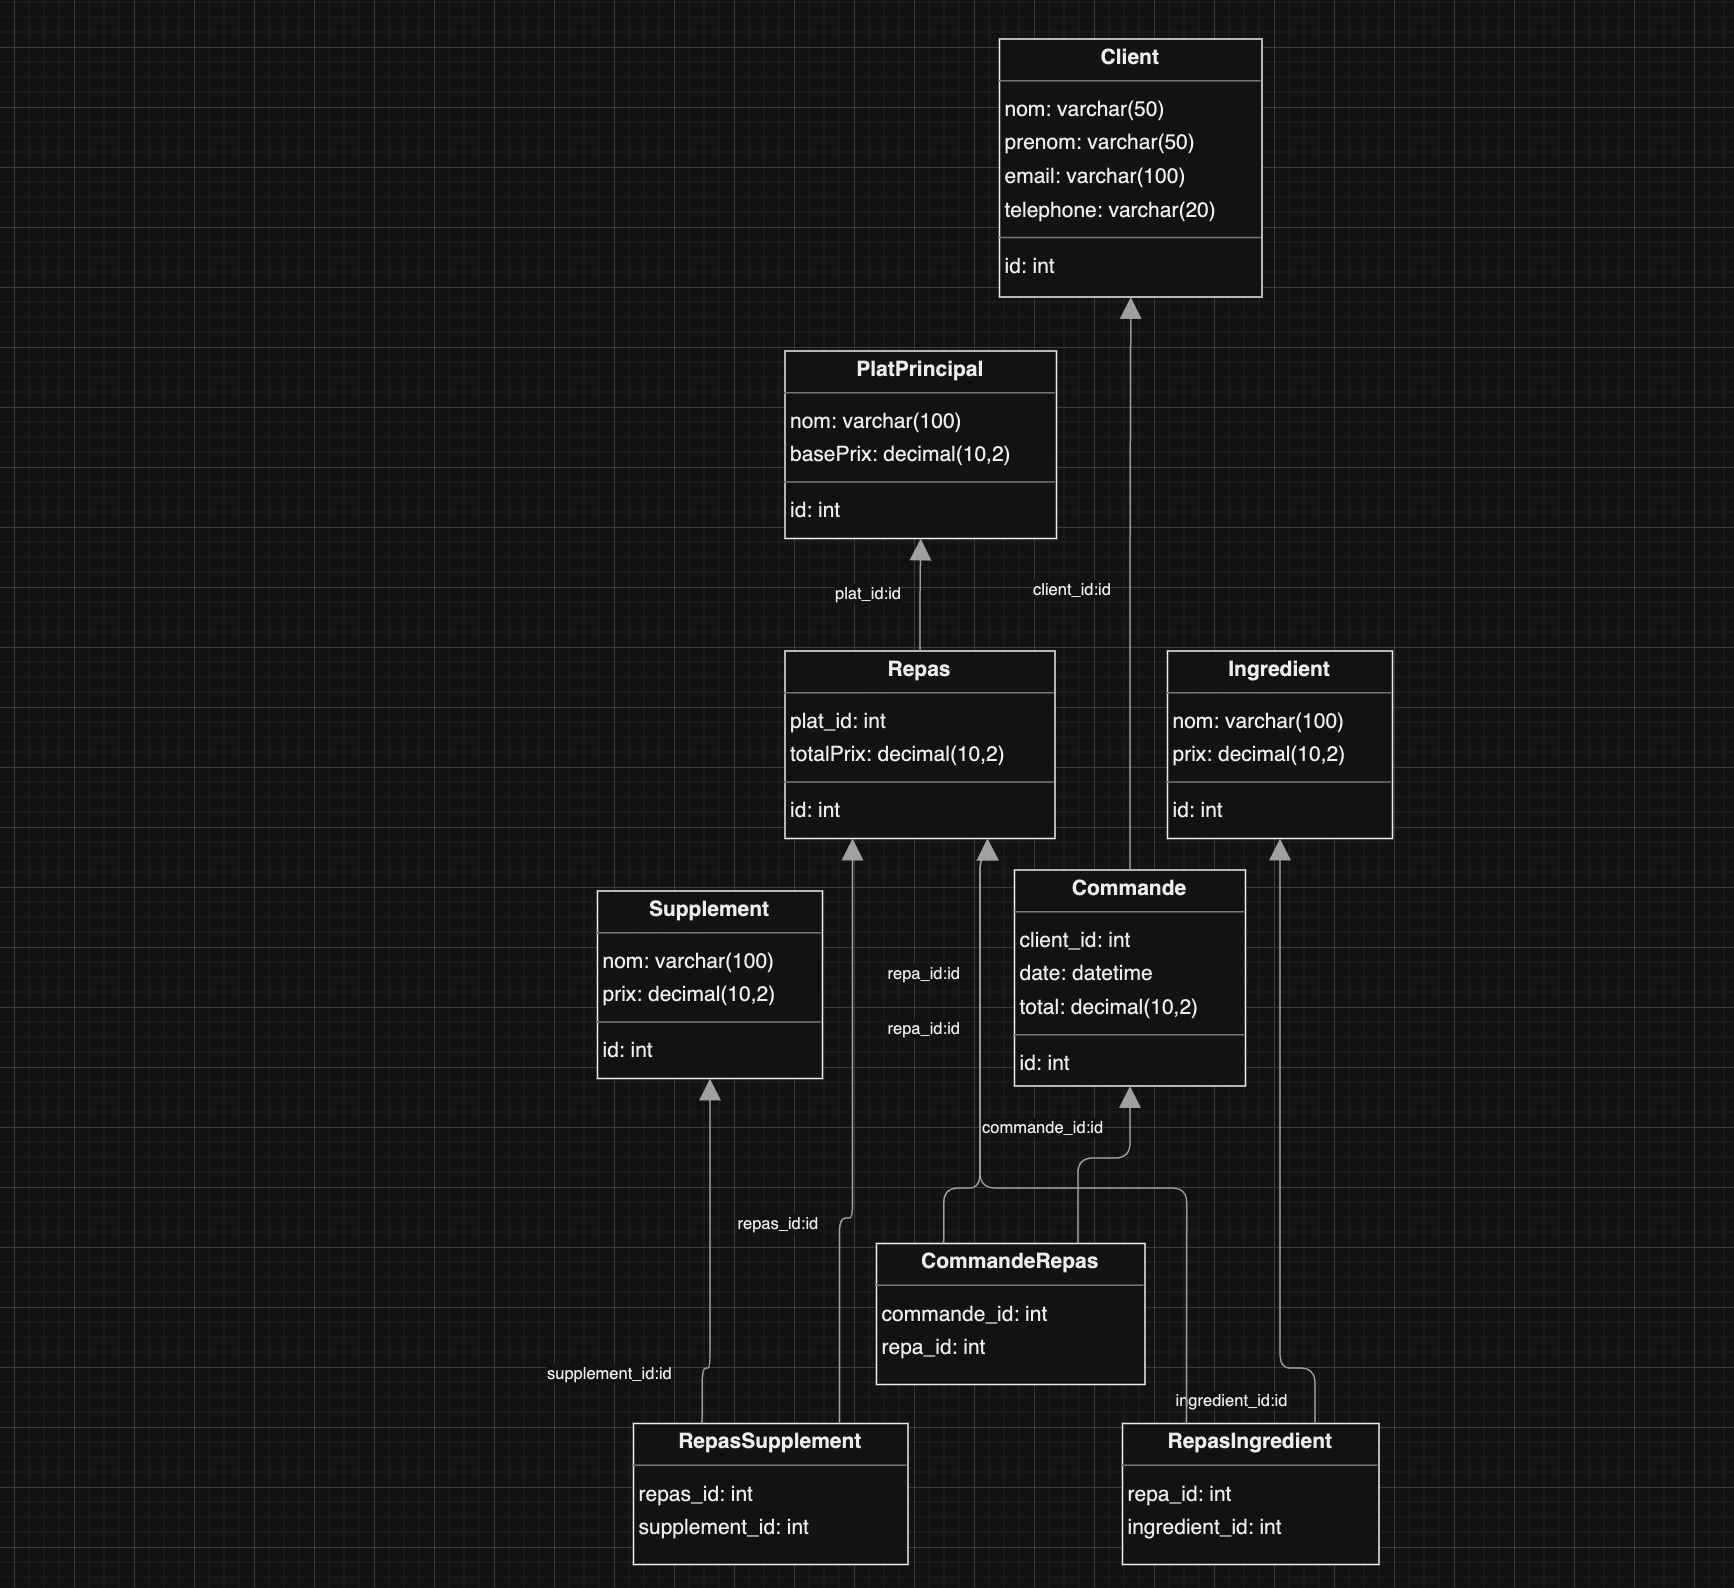 Client
nom: varchar(50)
prenom: varchar(50)
email: varchar(100)
telephone: varchar(20)
id: int
PlatPrincipal
nom: varchar(100)
basePrix: decimal(10,2)
id: int
plat_id:id
client_id:id
Repas
plat_id: int
totalPrix: decimal(10,2)
id: int
Ingredient
nom: varchar(100)
prix: decimal(10,2)
id: int
Supplement
nom: varchar(100)
prix: decimal(10,2)
id: int
repa_id:id
repa_id:id
Commande
client_id: int
date: datetime
total: decimal(10,2)
id: int
commande_id:id
repas_id:id
CommandeRepas
commande_id: int
repa_id: int
supplement_id:id
ingredient_id:id
RepasSupplement
repas_id: int
supplement_id: int
RepasIngredient
repa_id: int
ingredient_id: int